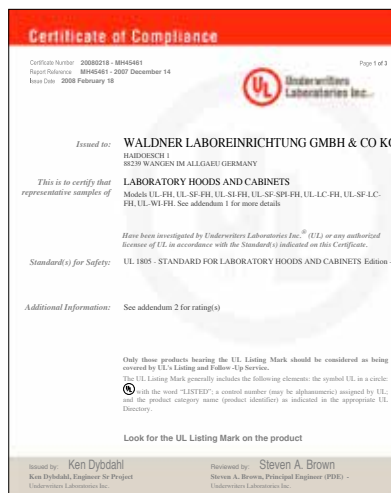 Certificate of Compliance
Certificate Number 20080218 - MH45461
Report Reference MH45461 - 2007 December 14
Issue Date 2008 February 18
Page 1 of 3
UL
Underwriters
Laboratories Inc.
Issued to: WALDNER LABOREINRICHTUNG GMBH & CO KG
HAIDOESCH 1
88239 WANGEN IM ALLGAEU GERMANY
This is to certify that LABORATORY HOODS AND CABINETS
representative samples of Models UL-FH, UL-SF-FH, UL-SI-FH, UL-SF-SPI-FH, UL-LC-FH, UL-SF-LC-
FH, UL-WI-FH. See addendum 1 for more details
Have been investigated by Underwriters Laboratories Inc.® (UL) or any authorized
licensee of UL in accordance with the Standard(s) indicated on this Certificate.
Standard(s) for Safety: UL 1805 - STANDARD FOR LABORATORY HOODS AND CABINETS Edition -
Additional Information: See addendum 2 for rating(s)
Only those products bearing the UL Listing Mark should be considered as being
covered by UL's Listing and Follow-Up Service.
The UL Listing Mark generally includes the following elements: the symbol UL in a circle:
UL with the word "LISTED"; a control number (may be alphanumeric) assigned by UL;
and the product category name (product identifier) as indicated in the appropriate UL
Directory.
Look for the UL Listing Mark on the product
Issued by: Ken Dybdahl
Ken Dybdahl, Engineer Sr Project
Underwriters Laboratories Inc.
Reviewed by: Steven A. Brown
Steven A. Brown, Principal Engineer (PDE) -
Underwriters Laboratories Inc.